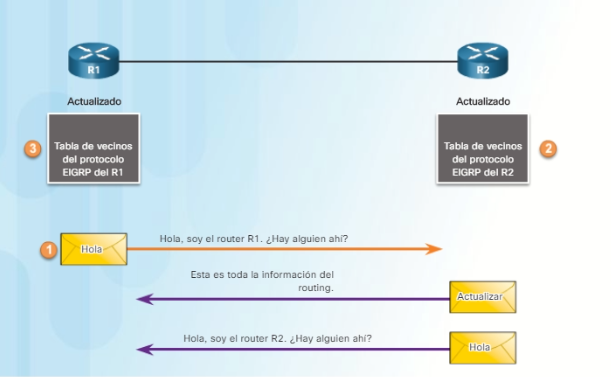 R1
R2
Actualizado
Actualizado
3
Tabla de vecinos
del protocolo
EIGRP del R1
Tabla de vecinos
del protocolo
EIGRP del R2
2
1
Hola
Hola, soy el router R1. ¿Hay alguien ahí?
Esta es toda la información del
routing.
Actualizar
Hola, soy el router R2. ¿Hay alguien ahí?
Hola